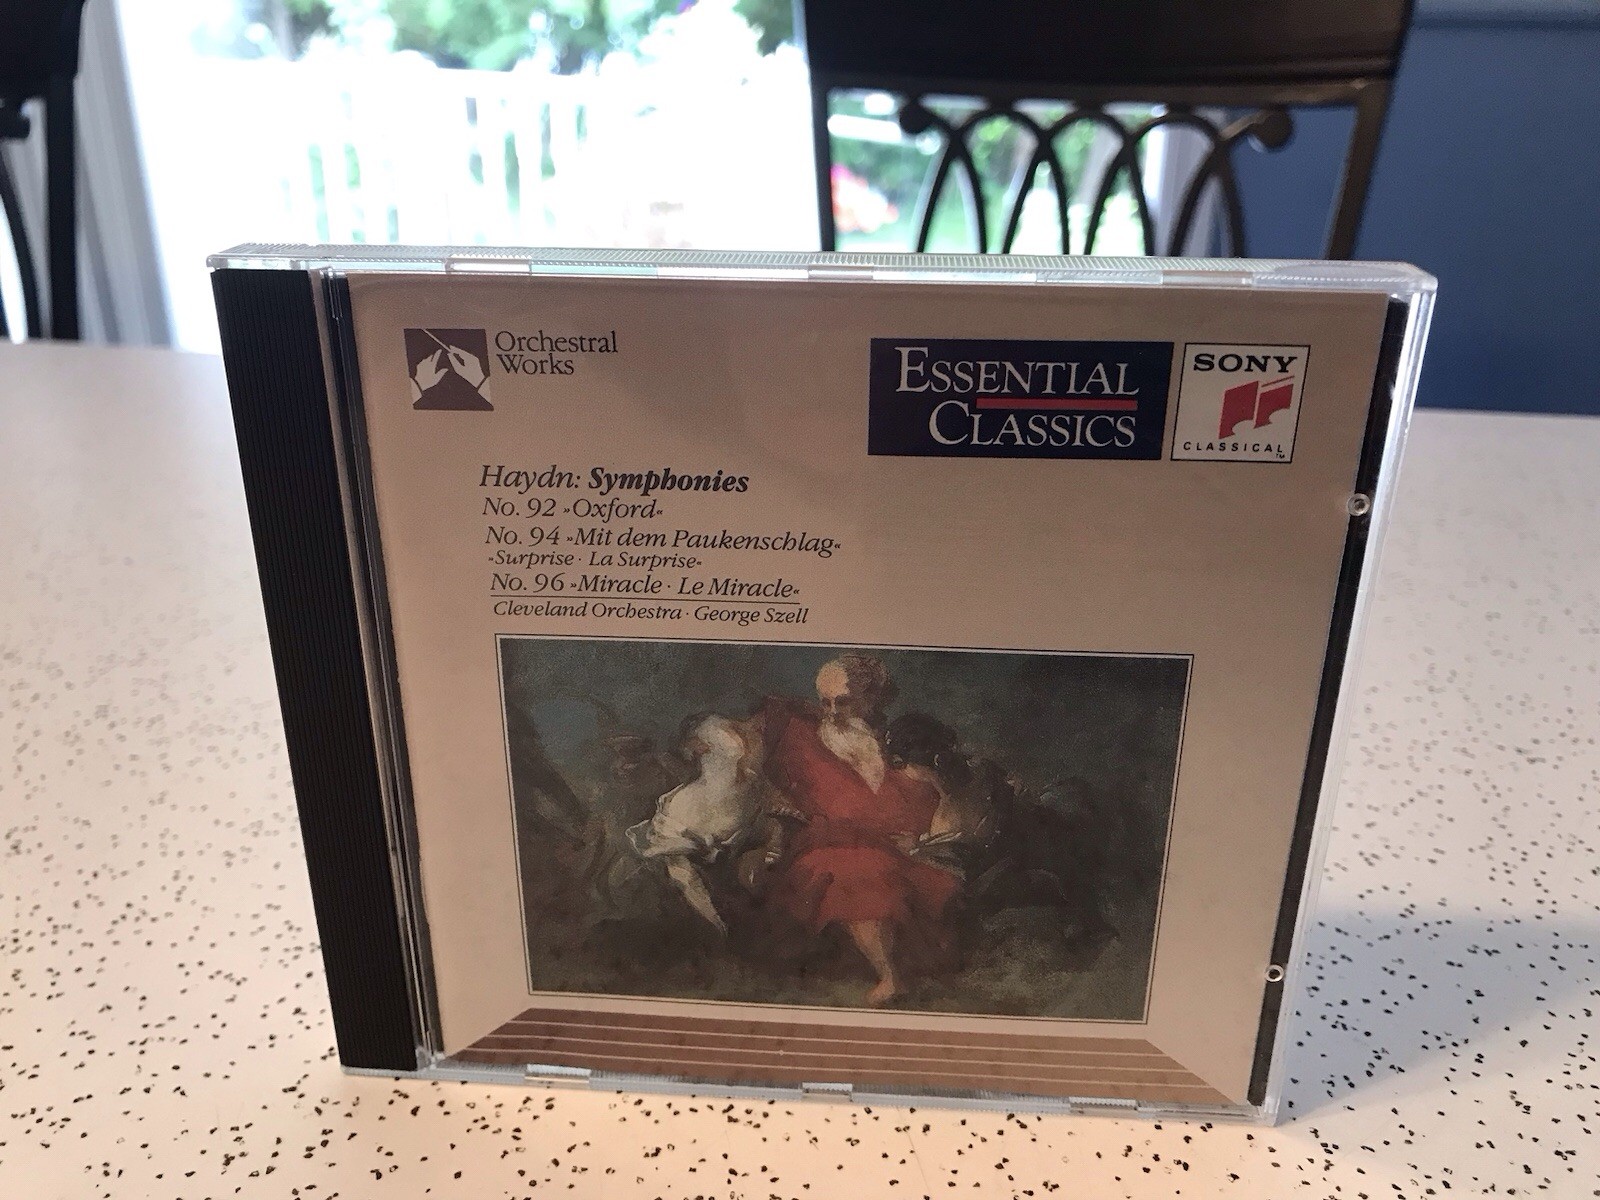 Orchestral
Works
ESSENTIAL
CLASSICS
SONY
CLASSICAL™
Haydn: Symphonies
No. 92 »Oxford«
No. 94 »Mit dem Paukenschlag«
»Surprise · La Surprise«
No. 96 »Miracle · Le Miracle«
Cleveland Orchestra · George Szell